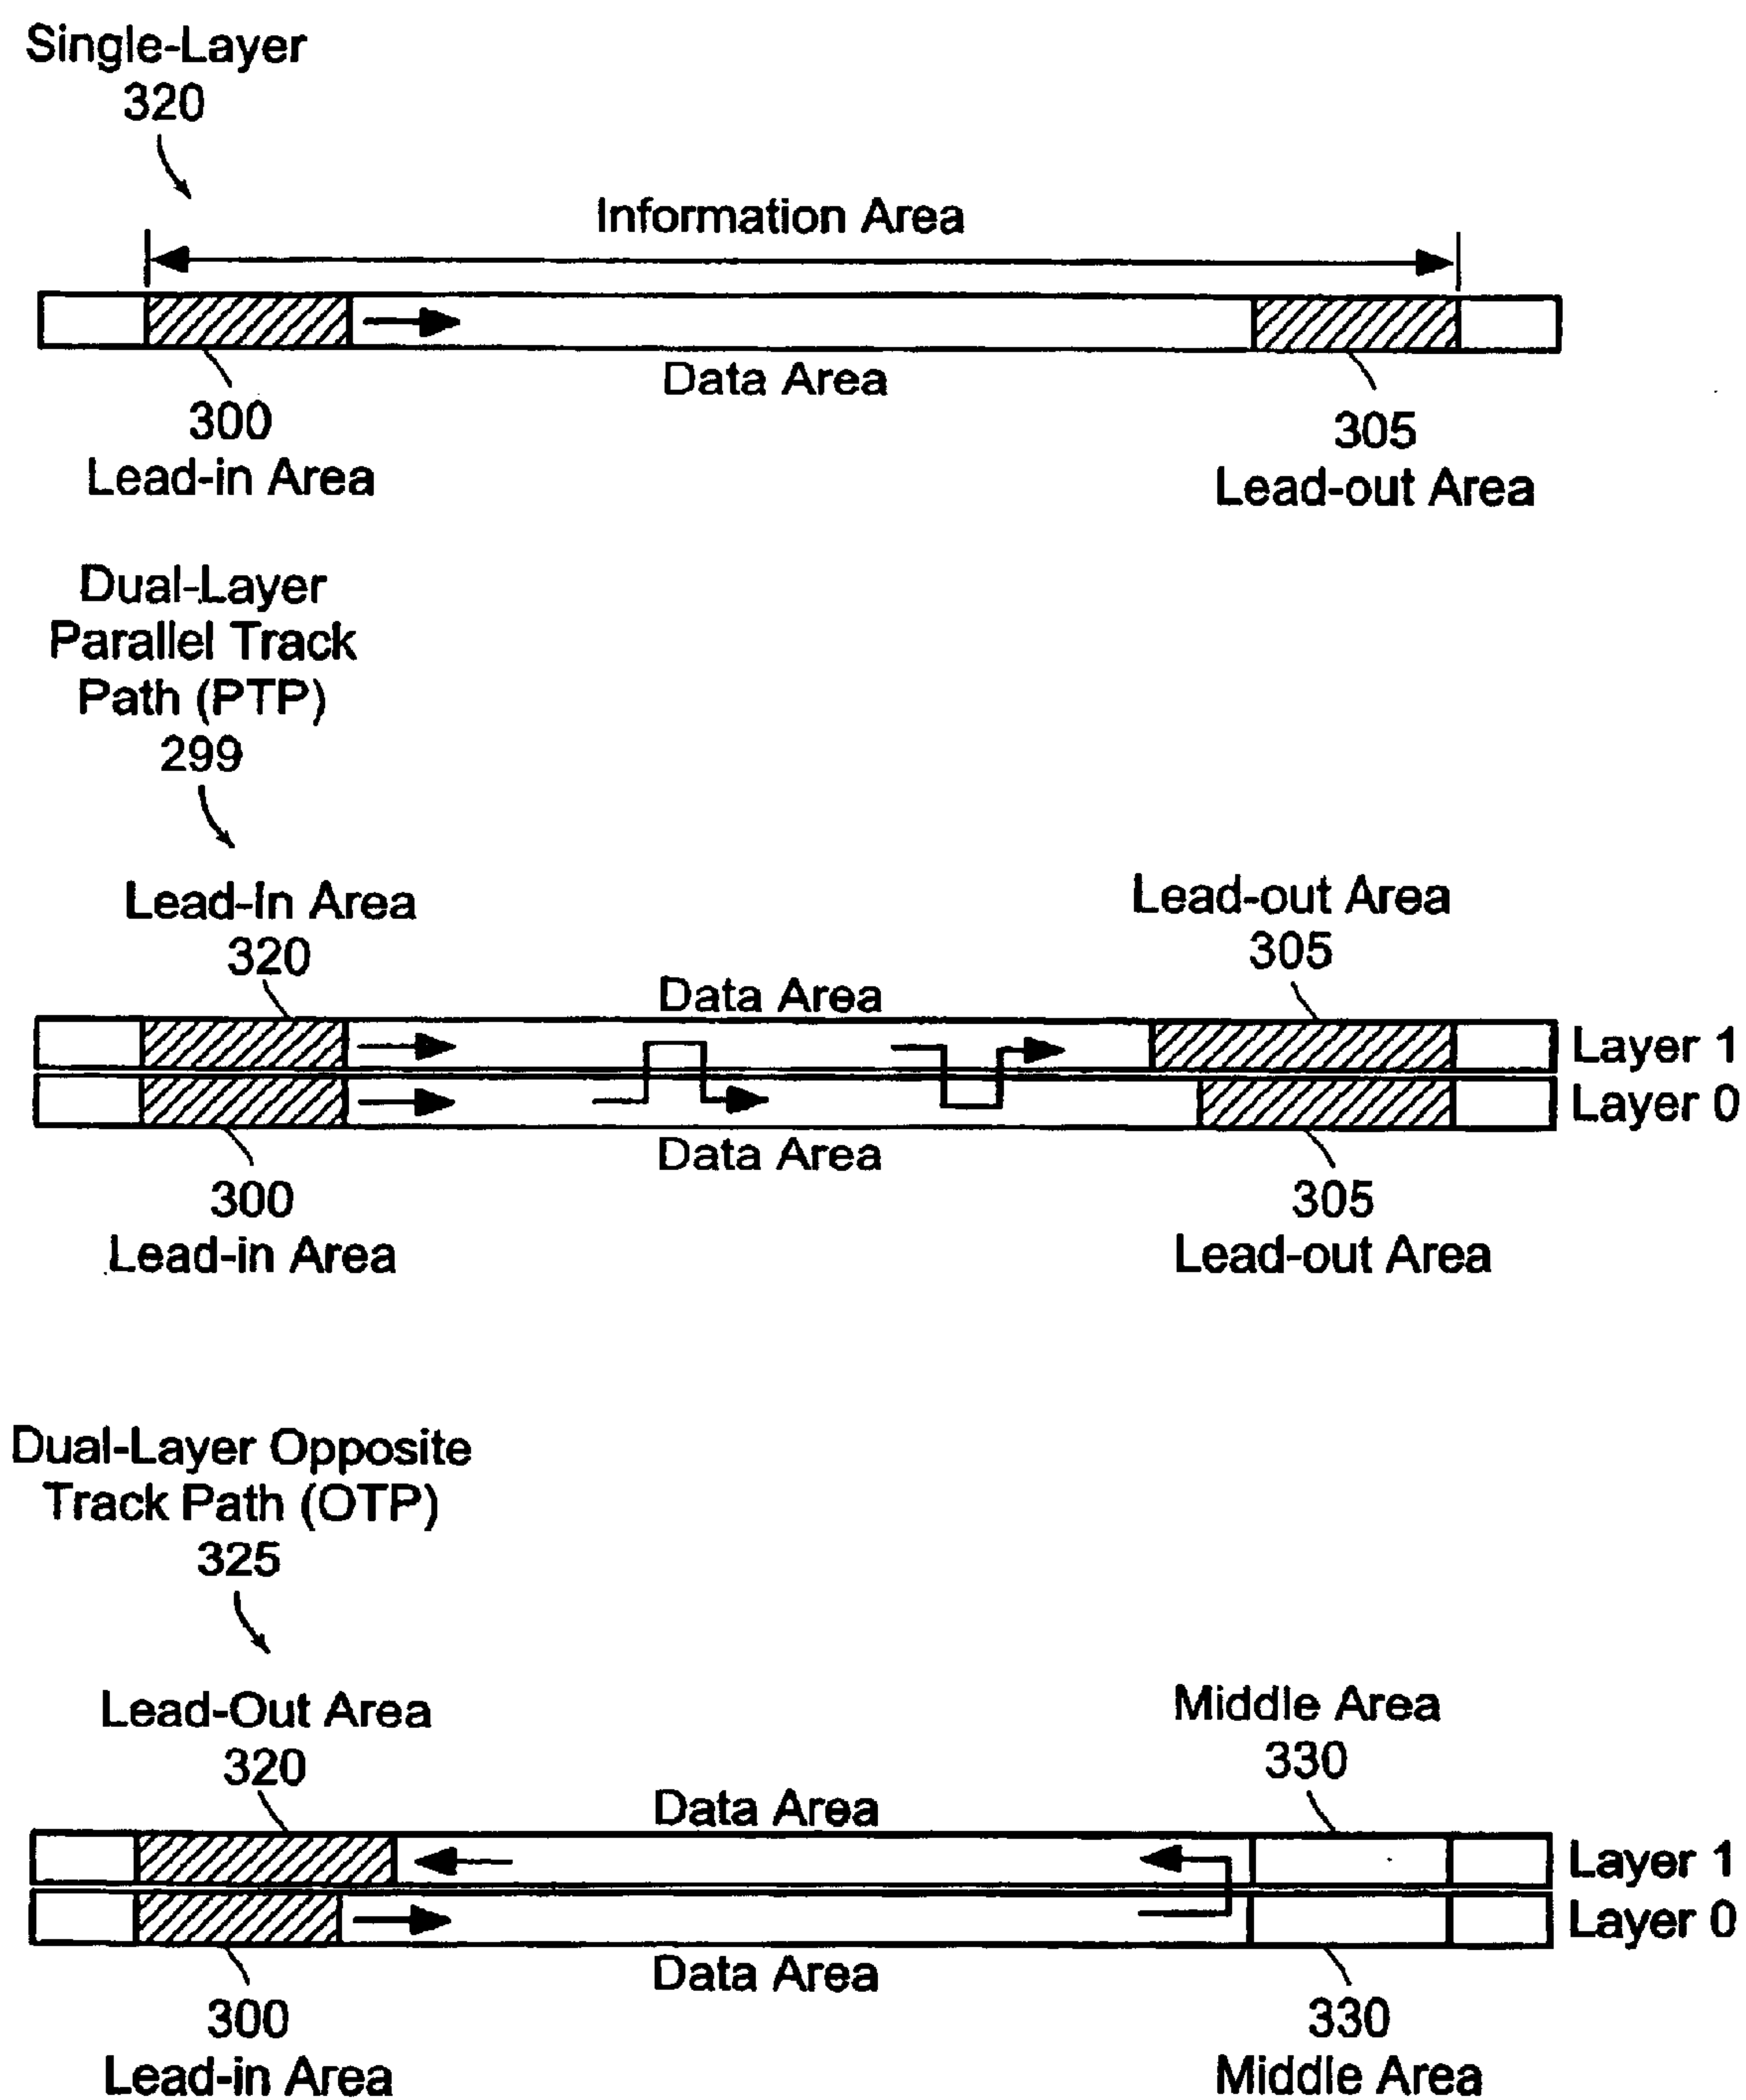 Single-Layer
320
Information Area
Data Area
300
Lead-in Area
305
Lead-out Area
Dual-Layer
Parallel Track
Path (PTP)
299
Lead-In Area
320
Lead-out Area
305
Data Area
Layer 1
Layer 0
Data Area
300
Lead-in Area
305
Lead-out Area
Dual-Layer Opposite
Track Path (OTP)
325
Lead-Out Area
320
Middle Area
330
Data Area
Layer 1
Layer 0
Data Area
300
Lead-in Area
330
Middle Area